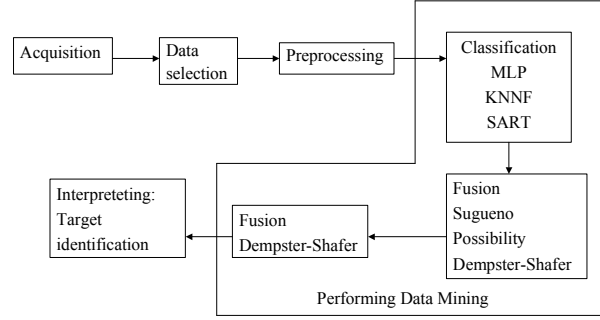 Acquisition
Data
selection
Preprocessing
Classification
MLP
KNNF
SART
Fusion
Sugueno
Possibility
Dempster-Shafer
Fusion
Dempster-Shafer
Interpreteting:
Target
identification
Performing Data Mining